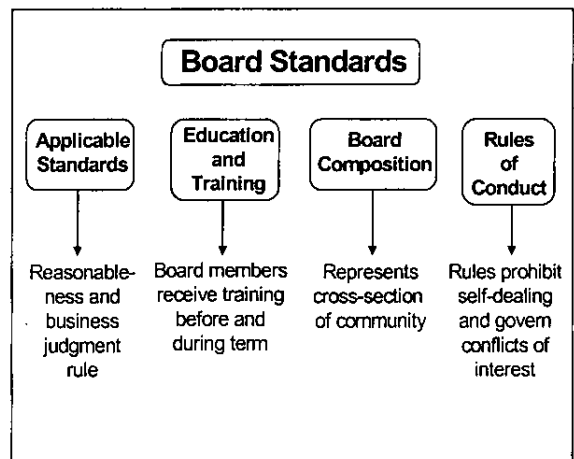 Board Standards
Applicable
Standards
Education
and
Training
Board
Composition
Rules
of
Conduct
Reasonable-
ness and
business
judgment
rule
Board members
receive training
before and
during term
Represents
cross-section
of community
Rules prohibit
self-dealing
and govern
conflicts of
interest